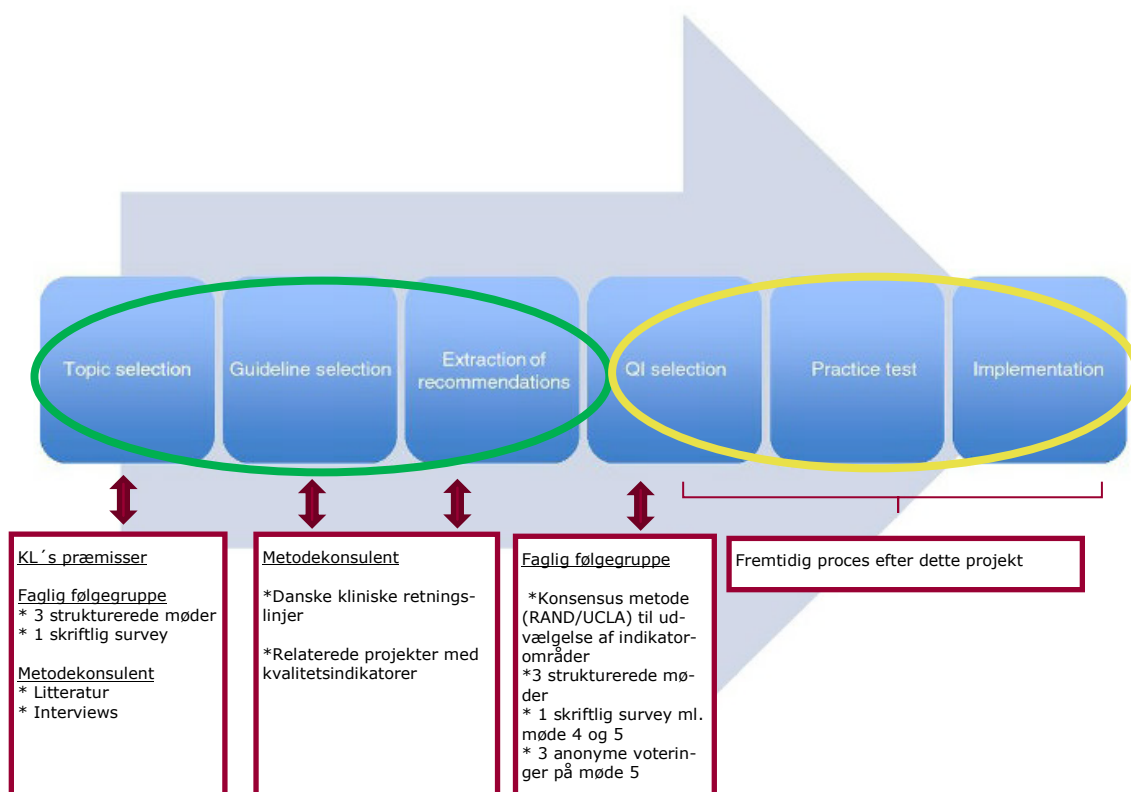 Topic selection
Guideline selection
Extraction of
recommendations
QI selection
Practice test
Implementation
KL´s præmisser
Faglig følgegruppe
* 3 strukturerede møder
* 1 skriftlig survey
Metodekonsulent
* Litteratur
* Interviews
Metodekonsulent
*Danske kliniske retnings-
linjer
*Relaterede projekter med
kvalitetsindikatorer
Faglig følgegruppe
*Konsensus metode
(RAND/UCLA) til ud-
vælgelse af indikator-
områder
*3 strukturerede mø-
der
* 1 skriftlig survey ml.
møde 4 og 5
* 3 anonyme voterin-
ger på møde 5
Fremtidig proces efter dette projekt